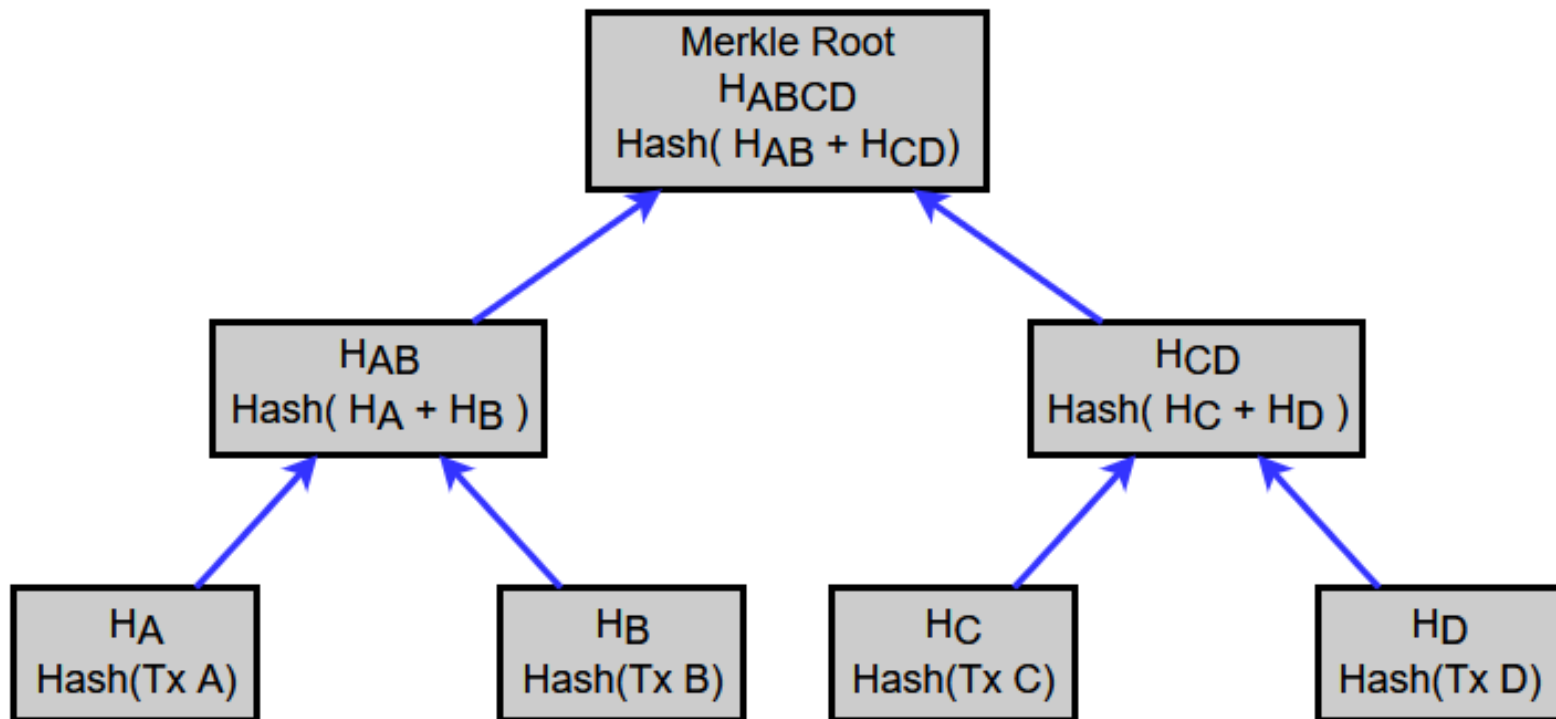 Merkle Root
HABCD
Hash( HAB + HCD)
HAB
Hash( HA + HB )
HCD
Hash( HC + HD )
HA
Hash(Tx A)
HB
Hash(Tx B)
HC
Hash(Tx C)
HD
Hash(Tx D)